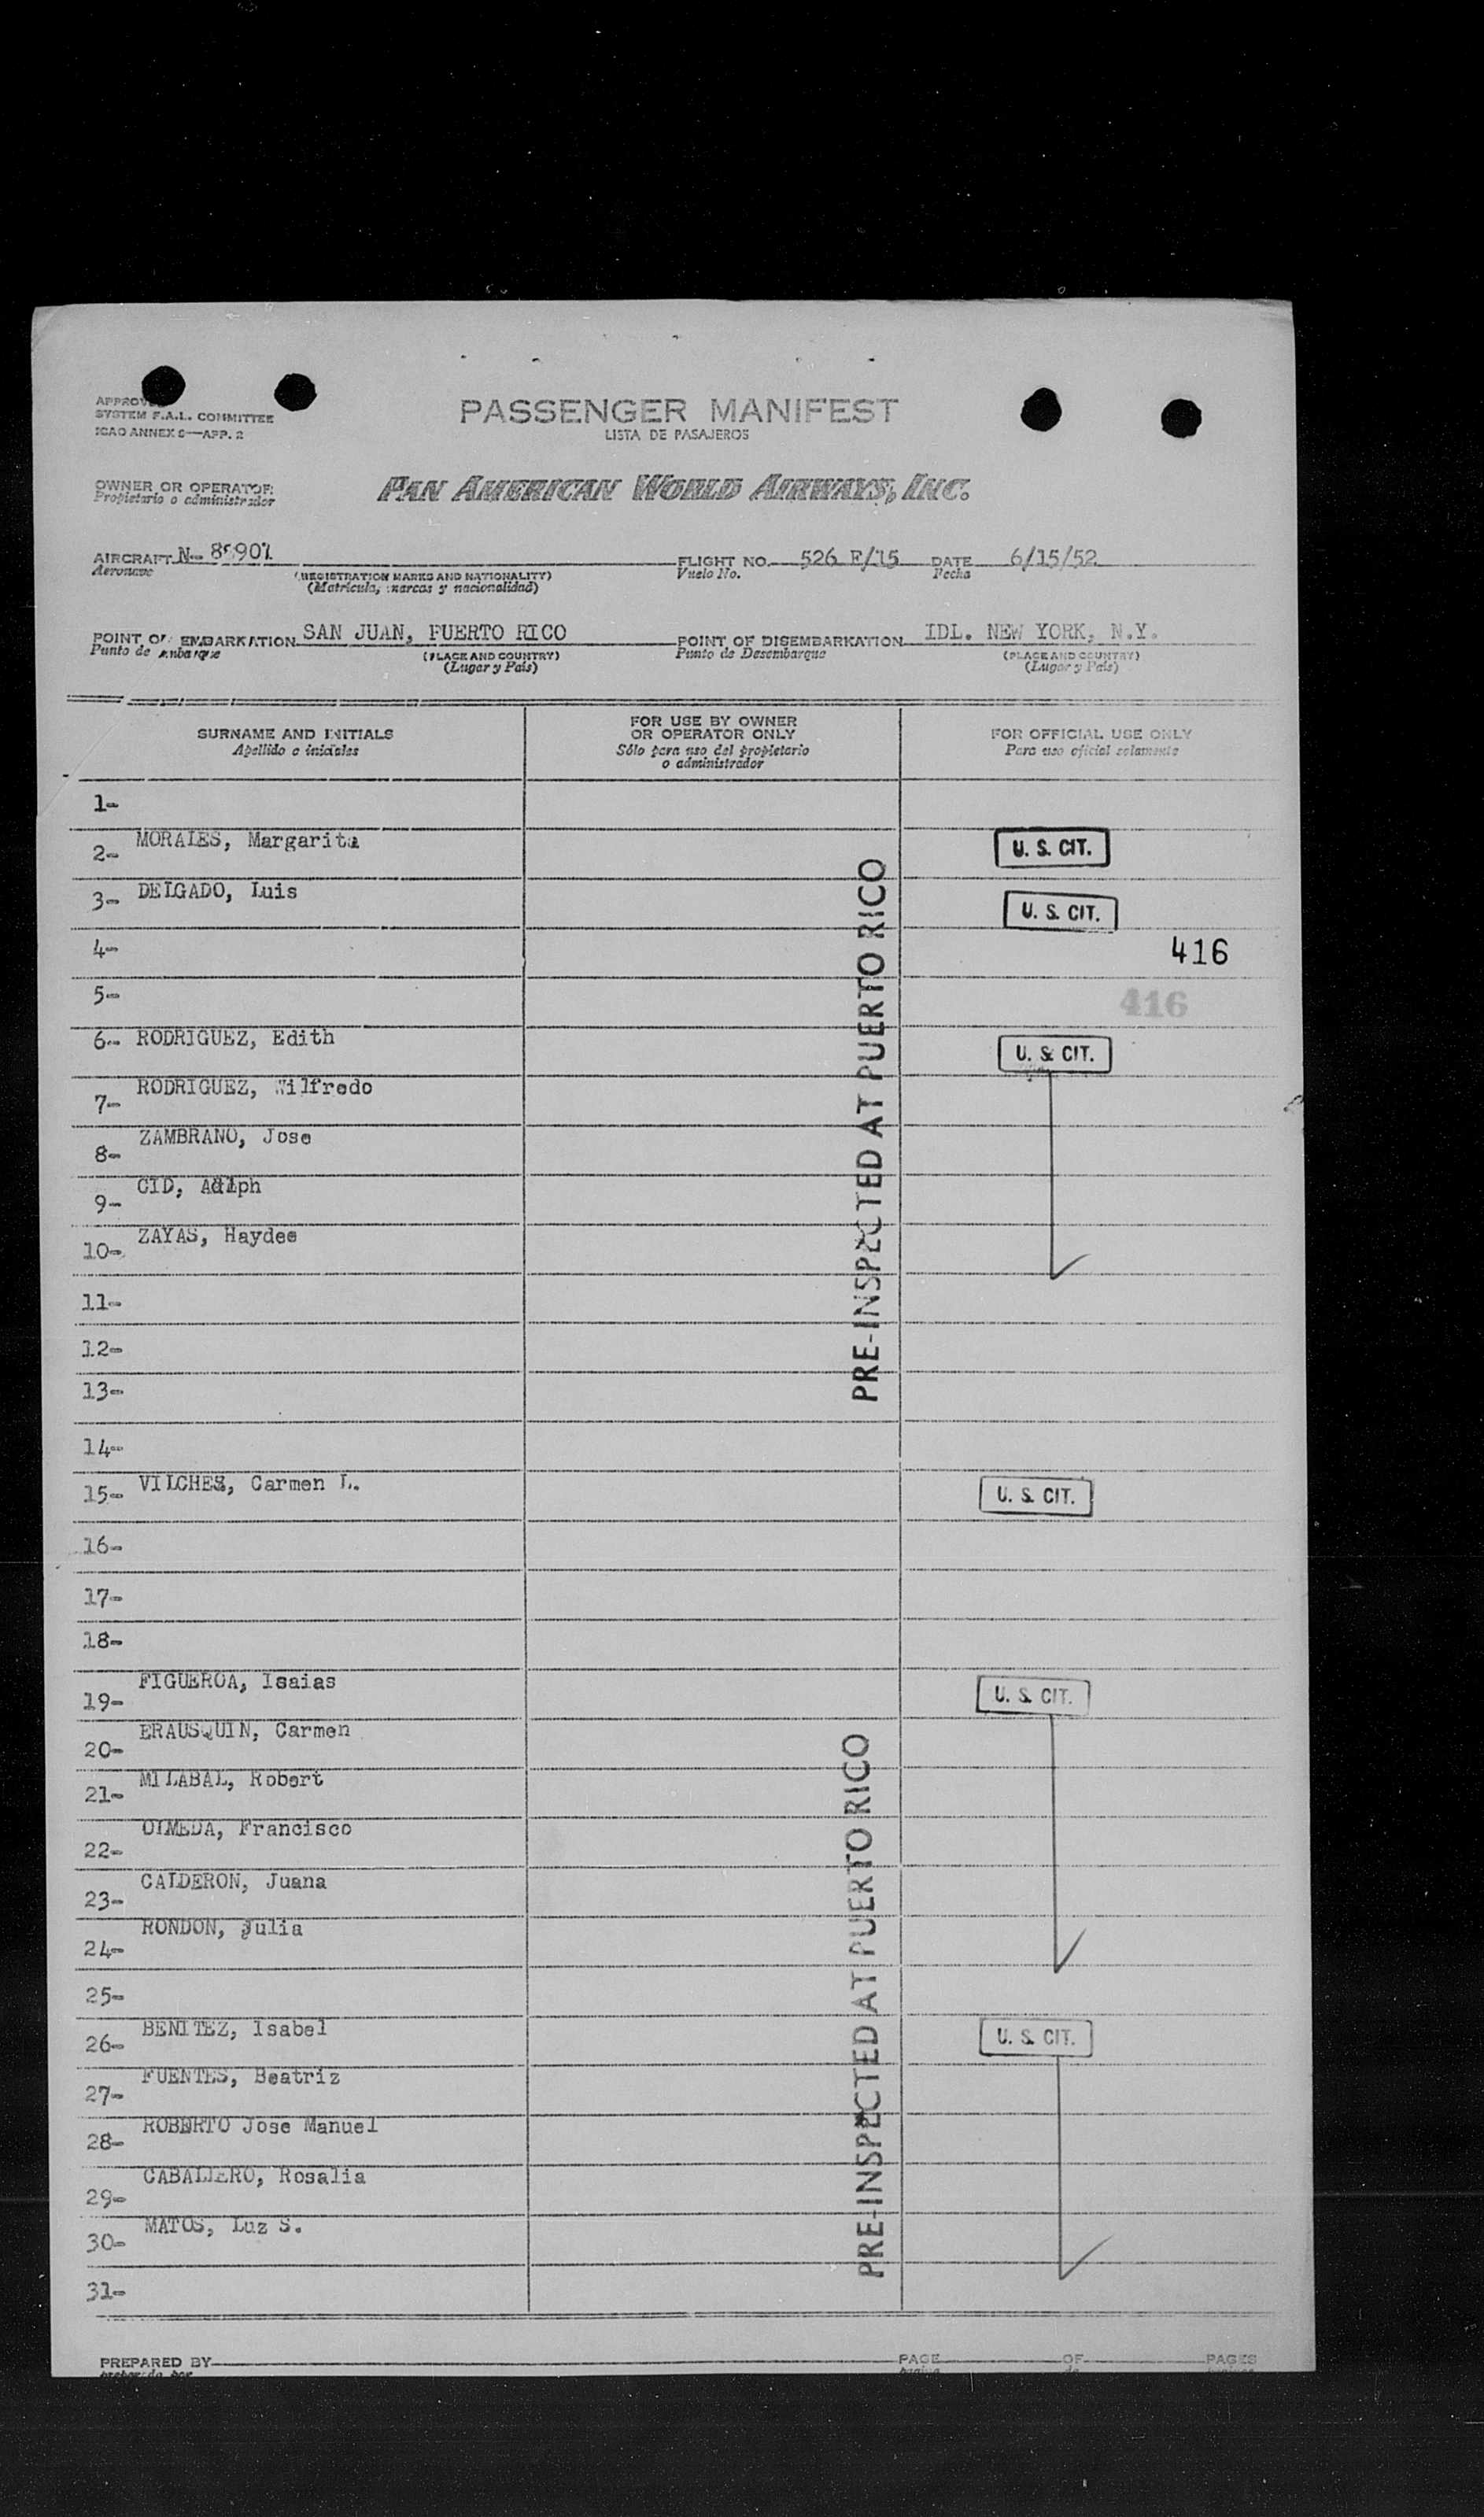 SYSTEM F.A.L. COMMITTEE
ICAO ANNEX 9—APP. 2
PASSENGER MANIFEST
LISTA DE PASAJEROS
OWNER OR OPERATOR:
Propietario o administrador
PAN AMERICAN WORLD AIRWAYS, INC.
AIRCRAFT N- FLIGHT NO. 526 F/15 DATE 6/15/52
Aeronave (REGISTRATION MARKS AND NATIONALITY) Vuelo No. Fecha
(Matrícula, marcas y nacionalidad)
POINT OF EMBARKATION SAN JUAN, PUERTO RICO POINT OF DISEMBARKATION IDL. NEW YORK, N.Y.
Punto de Embarque (PLACE AND COUNTRY) Punto de Desembarque (PLACE AND COUNTRY)
(Lugar y País) (Lugar y País)
SURNAME AND INITIALS
Apellido e iniciales
FOR USE BY OWNER
OR OPERATOR ONLY
Sólo para uso del propietario
o administrador
FOR OFFICIAL USE ONLY
Para uso oficial solamente
1-
2- MORALES, Margarita U. S. CIT.
3- DELGADO, Luis U. S. CIT.
4- 416
5- 416
6- RODRIGUEZ, Edith U. S. CIT.
7- RODRIGUEZ, Wilfredo
8- ZAMBRANO, Jose
9- CID,
10- ZAYAS, Haydee
11-
12-
13-
14-
15- VILCHES, Carmen L. U. S. CIT.
16-
17-
18-
19- FIGUEROA, Isaias U. S. CIT.
20- ERAUSQUIN, Carmen
21- MILABAL, Robert
22- OLMEDA, Francisco
23- CALDERON, Juana
24- RONDON, Julia
25-
26- BENITEZ, Isabel U. S. CIT.
27- FUENTES, Beatriz
28- ROBERTO Jose Manuel
29- CABALLERO, Rosalia
30- MATOS, Luz S.
31-
PRE-INSPECTED AT PUERTO RICO
PRE-INSPECTED AT PUERTO RICO
PREPARED BY PAGE OF PAGES